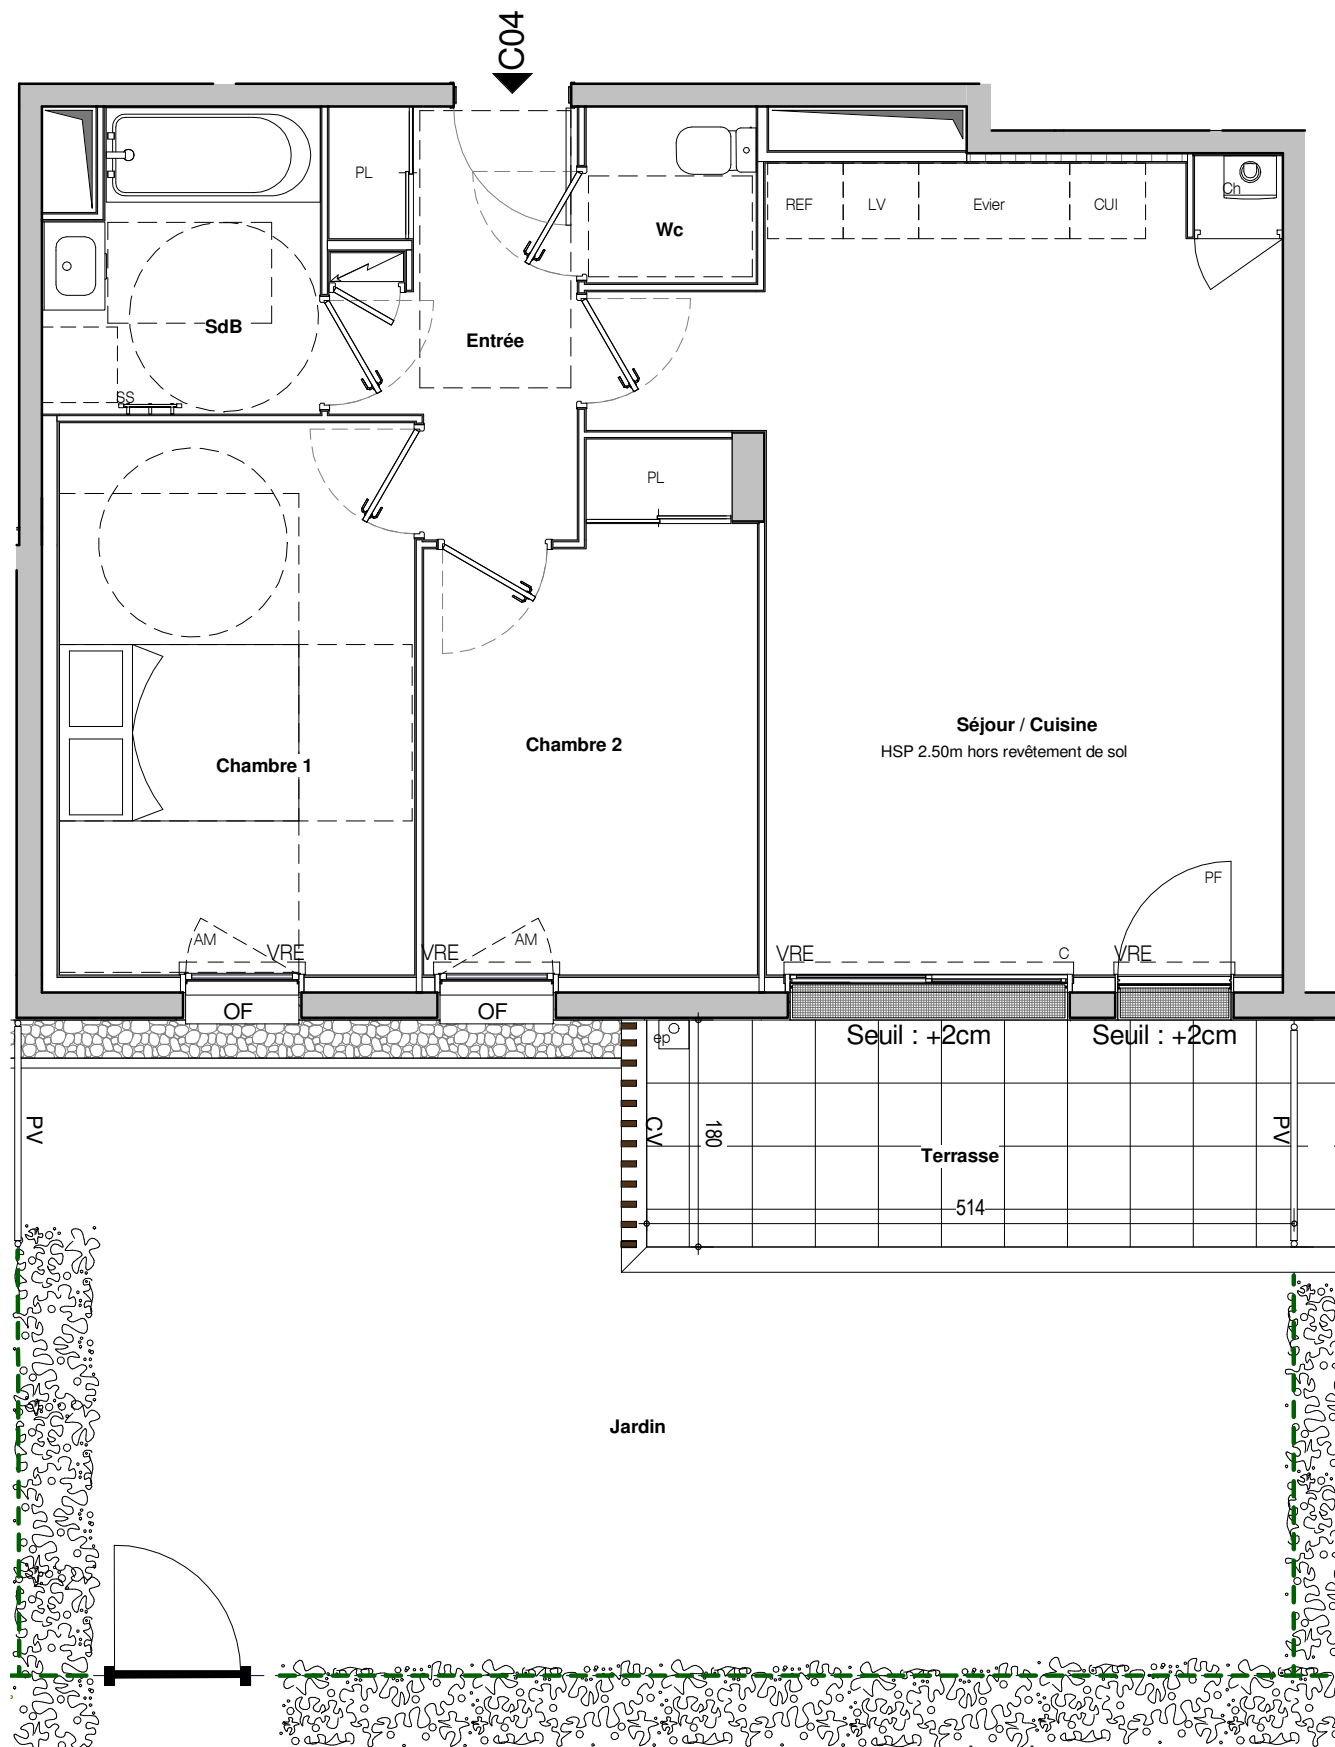 C04
PL
Wc
REF
LV
Evier
CUI
Ch
SdB
Entrée
SS
PL
Séjour / Cuisine
HSP 2.50m hors revêtement de sol
Chambre 2
Chambre 1
PF
AM
VRE
VRE
AM
VRE
C
VRE
OF
OF
ep
Seuil : +2cm
Seuil : +2cm
PV
CV
180
PV
Terrasse
514
Jardin